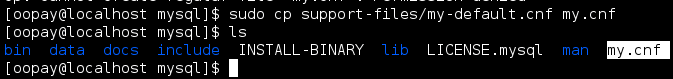 [oopay@localhost mysql]$ sudo cp support-files/my-default.cnf my.cnf
[oopay@localhost mysql]$ ls
bin data docs include INSTALL-BINARY lib LICENSE.mysql man my.cnf
[oopay@localhost mysql]$